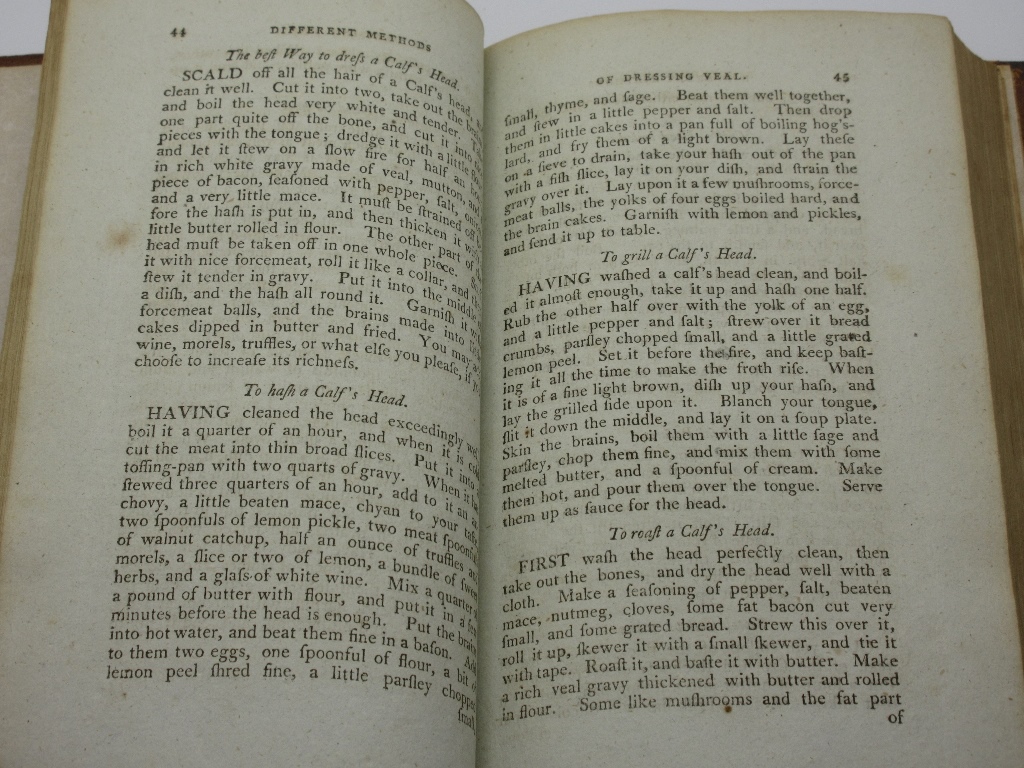 44
DIFFERENT METHODS
The beſt Way to dreſs a Calf's Head.
SCALD off all the hair of a Calf's head,
clean it well. Cut it into two, take out the brains,
and boil the head very white and tender. Take
one part quite off the bone, and cut it into
pieces with the tongue; dredge it with a little flour,
and let it ſtew on a ſlow fire for half an hour
in rich white gravy made of veal, mutton, and
piece of bacon, ſeaſoned with pepper, ſalt,
and a very little mace. It muſt be ſtrained off
fore the haſh is put in, and then thicken it with
little butter rolled in flour. The other part of
head muſt be taken off in one whole piece.
it with nice forcemeat, roll it like a collar, and
ſtew it tender in gravy. Put it into the middle
a diſh, and the haſh all round it. Garniſh it with
forcemeat balls, and the brains made into
cakes dipped in butter and fried. You may
wine, morels, truffles, or what elſe you pleaſe,
chooſe to increaſe its richneſs.
To haſh a Calf's Head.
HAVING cleaned the head exceedingly
boil it a quarter of an hour, and when it is
cut the meat into thin broad ſlices. Put it into
toſſing-pan with two quarts of gravy. When it
ſtewed three quarters of an hour, add to it an
chovy, a little beaten mace, chyan to your taſte
two ſpoonfuls of lemon pickle, two meat ſpoonfuls
of walnut catchup, half an ounce of truffles
morels, a ſlice or two of lemon, a bundle of ſweet
herbs, and a glaſs of white wine. Mix a quarter
a pound of butter with flour, and put it in a few
minutes before the head is enough. Put the brains
into hot water, and beat them fine in a baſon. Add
to them two eggs, one ſpoonful of flour, a bit of
lemon peel ſhred fine, a little parſley chopped
ſmall
OF DRESSING VEAL.
45
ſmall, thyme, and ſage. Beat them well together,
and ſtew in a little pepper and ſalt. Then drop
them in little cakes into a pan full of boiling hog's-
lard, and fry them of a light brown. Lay theſe
on a ſieve to drain, take your haſh out of the pan
with a fiſh ſlice, lay it on your diſh, and ſtrain the
gravy over it. Lay upon it a few muſhrooms, force-
meat balls, the yolks of four eggs boiled hard, and
the brain cakes. Garniſh with lemon and pickles,
and ſend it up to table.
To grill a Calf's Head.
HAVING waſhed a calf's head clean, and boil-
ed it almoſt enough, take it up and haſh one half.
Rub the other half over with the yolk of an egg,
and a little pepper and ſalt; ſtrew over it bread
crumbs, parſley chopped ſmall, and a little grated
lemon peel. Set it before the fire, and keep baſt-
ing it all the time to make the froth riſe. When
it is of a fine light brown, diſh up your haſh, and
lay the grilled ſide upon it. Blanch your tongue,
ſlit it down the middle, and lay it on a ſoup plate.
Skin the brains, boil them with a little ſage and
parſley, chop them fine, and mix them with ſome
melted butter, and a ſpoonful of cream. Make
them hot, and pour them over the tongue. Serve
them up as ſauce for the head.
To roaſt a Calf's Head.
FIRST waſh the head perfectly clean, then
take out the bones, and dry the head well with a
cloth. Make a ſeaſoning of pepper, ſalt, beaten
mace, nutmeg, cloves, ſome fat bacon cut very
ſmall, and ſome grated bread. Strew this over it,
roll it up, ſkewer it with a ſmall ſkewer, and tie it
with tape. Roaſt it, and baſte it with butter. Make
a rich veal gravy thickened with butter and rolled
in flour. Some like muſhrooms and the fat part
of